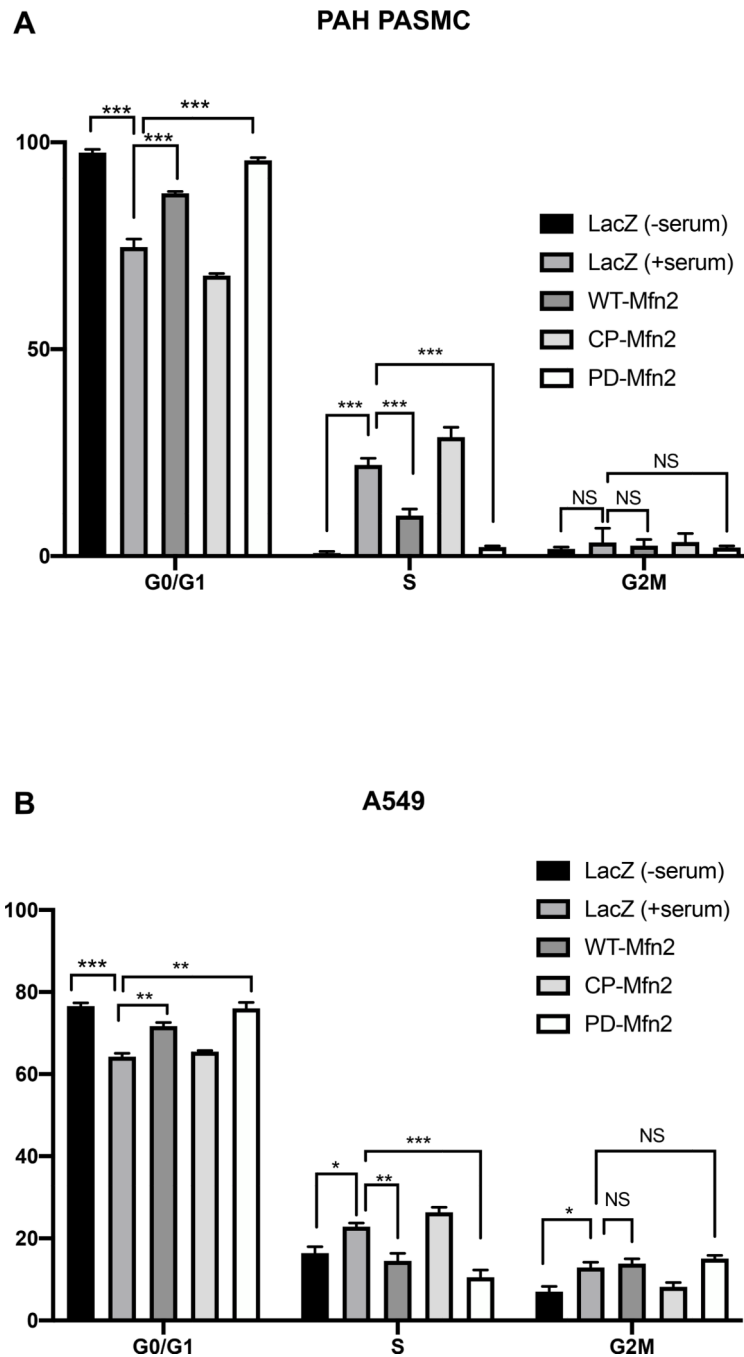 A
PAH PASMC
***
***
***
100
LacZ (-serum)
LacZ (+serum)
WT-Mfn2
CP-Mfn2
PD-Mfn2
50
***
***
***
NS
NS
NS
0
G0/G1
S
G2M
B
A549
LacZ (-serum)
LacZ (+serum)
WT-Mfn2
CP-Mfn2
PD-Mfn2
100
***
**
**
80
60
40
20
0
*
***
**
NS
*
NS
G0/G1
S
G2M